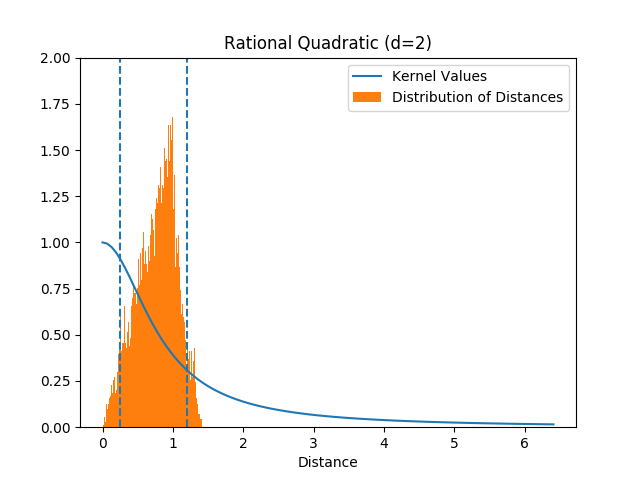 Rational Quadratic (d=2)
2.00
1.75
1.50
1.25
1.00
0.75
0.50
0.25
0.00
Kernel Values
Distribution of Distances
0 1 2 3 4 5 6
Distance